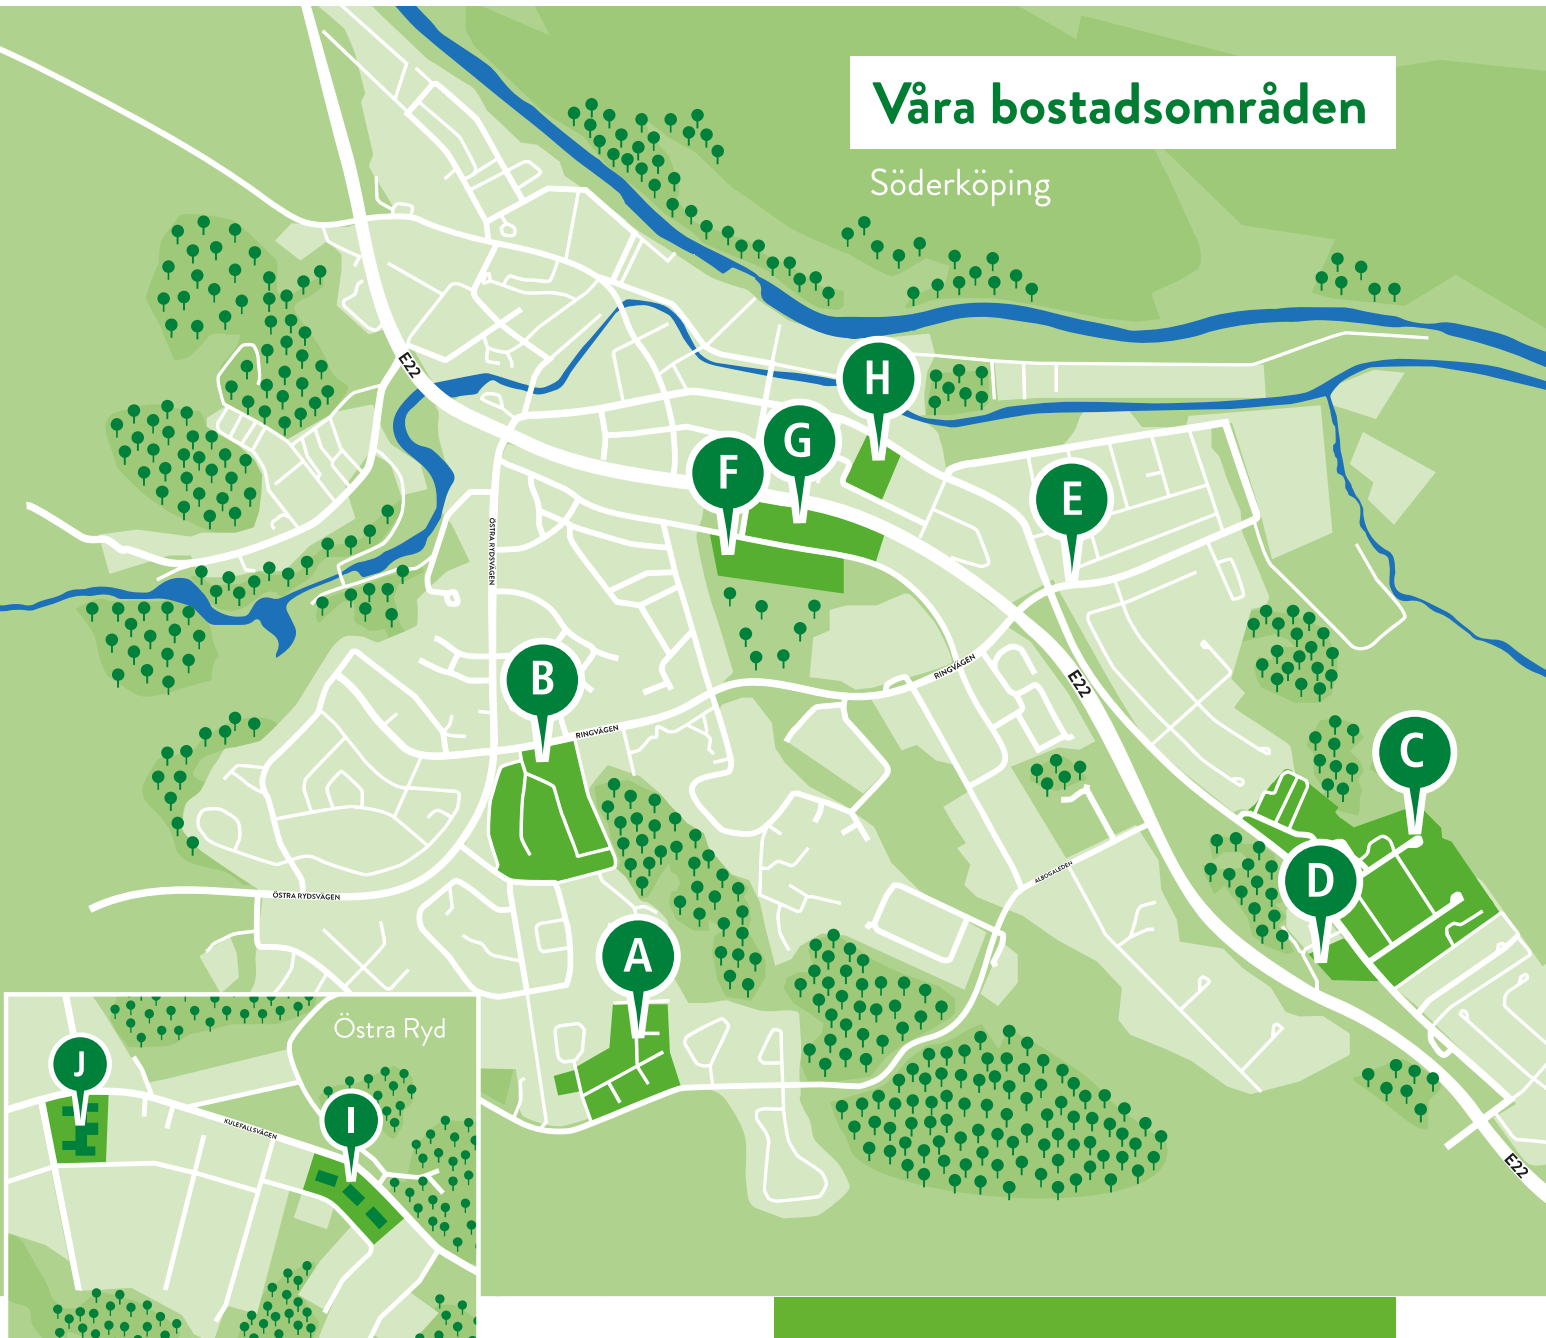 Våra bostadsområden
Söderköping
H
E22
G
F
E
ÖSTRA RYDSVÄGEN
B
RINGVÄGEN
E22
RINGVÄGEN
C
ALBOGALEDEN
D
ÖSTRA RYDSVÄGEN
A
Östra Ryd
J
I
KULEFALLSVÄGEN
E22